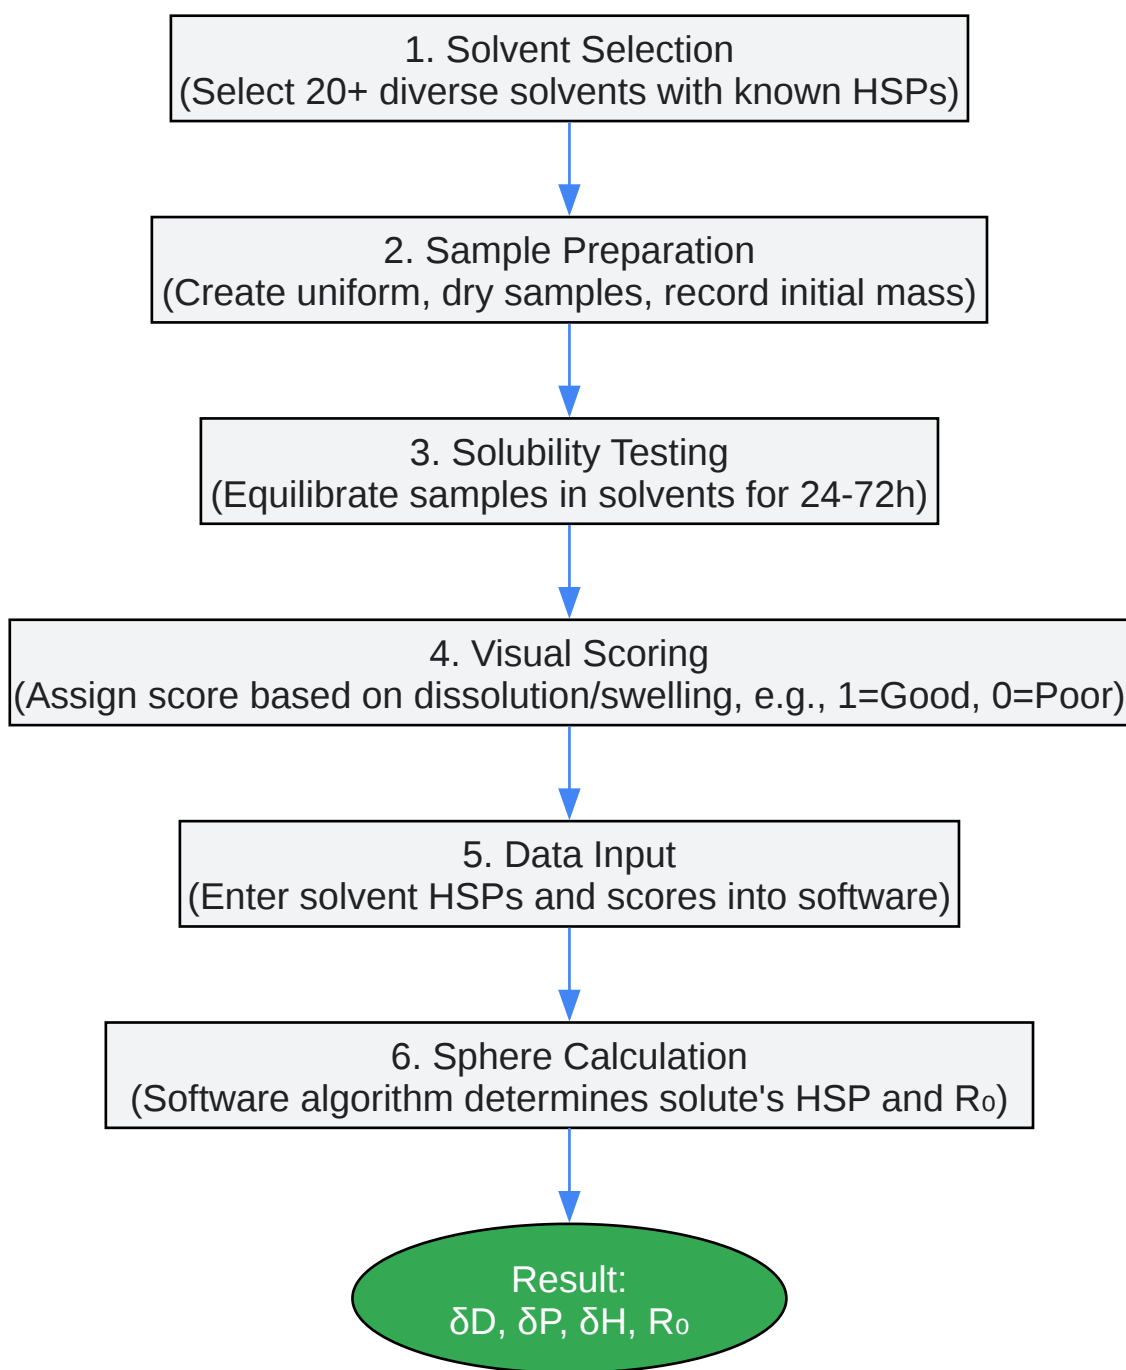 1. Solvent Selection
(Select 20+ diverse solvents with known HSPs)
2. Sample Preparation
(Create uniform, dry samples, record initial mass)
3. Solubility Testing
(Equilibrate samples in solvents for 24-72h)
4. Visual Scoring
(Assign score based on dissolution/swelling, e.g., 1=Good, 0=Poor)
5. Data Input
(Enter solvent HSPs and scores into software)
6. Sphere Calculation
(Software algorithm determines solute's HSP and R₀)
Result:
δD, δP, δH, R₀